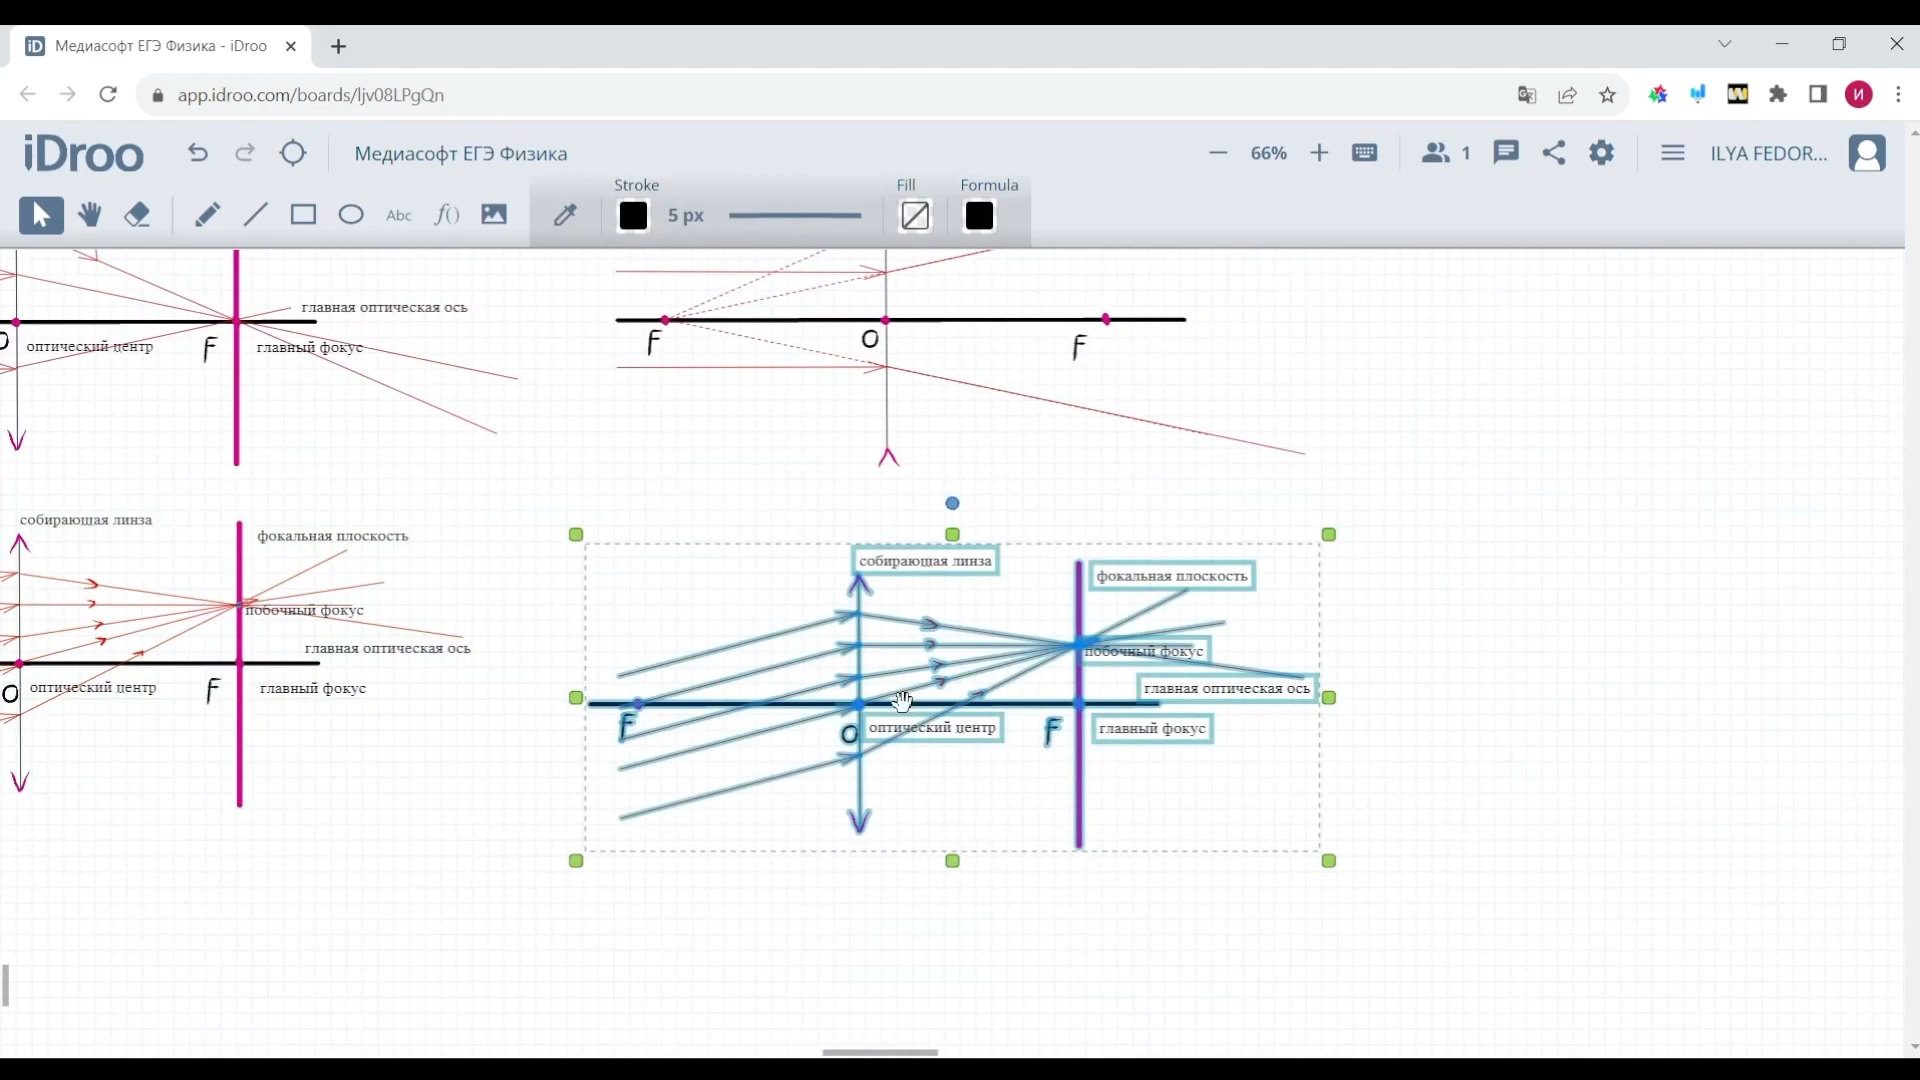 Медиасофт ЕГЭ Физика - iDroo
app.idroo.com/boards/ljv08LPgQn
И
iDroo
Медиасофт ЕГЭ Физика
66%
1
ILYA FEDOR...
Abc
f()
Stroke
5 px
Fill
Formula
главная оптическая ось
O
оптический центр
F
главный фокус
F
O
F
собирающая линза
фокальная плоскость
побочный фокус
главная оптическая ось
O
оптический центр
F
главный фокус
собирающая линза
фокальная плоскость
побочный фокус
главная оптическая ось
F
O
оптический центр
F
главный фокус